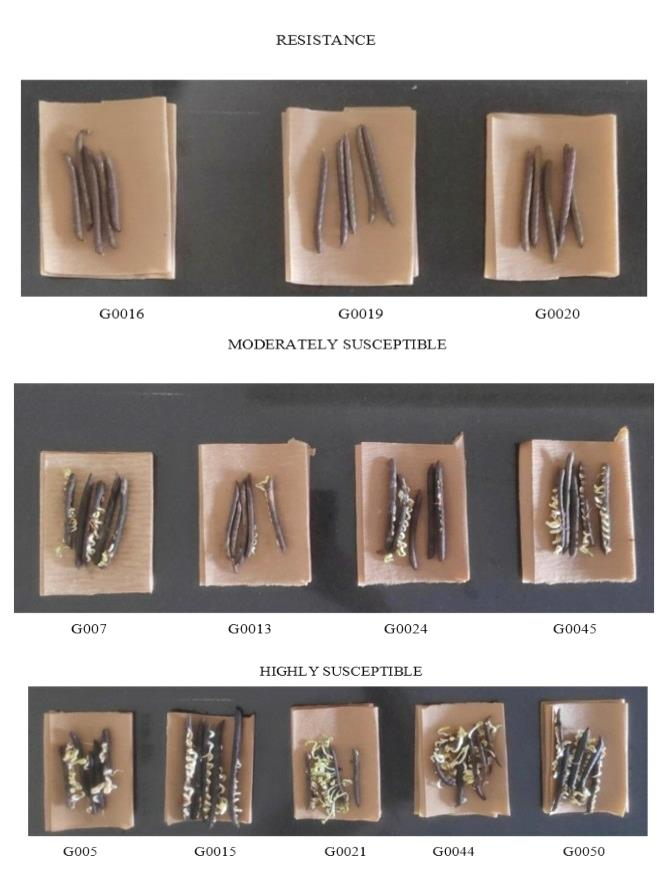 RESISTANCE
G0016 G0019 G0020
MODERATELY SUSCEPTIBLE
G007 G0013 G0024 G0045
HIGHLY SUSCEPTIBLE
G005 G0015 G0021 G0044 G0050